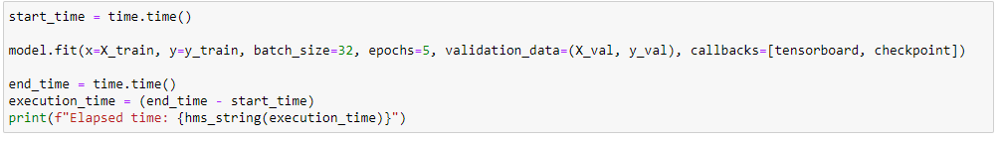 start_time = time.time()
model.fit(x=X_train, y=y_train, batch_size=32, epochs=5, validation_data=(X_val, y_val), callbacks=[tensorboard, checkpoint])
end_time = time.time()
execution_time = (end_time - start_time)
print(f"Elapsed time: {hms_string(execution_time)}")